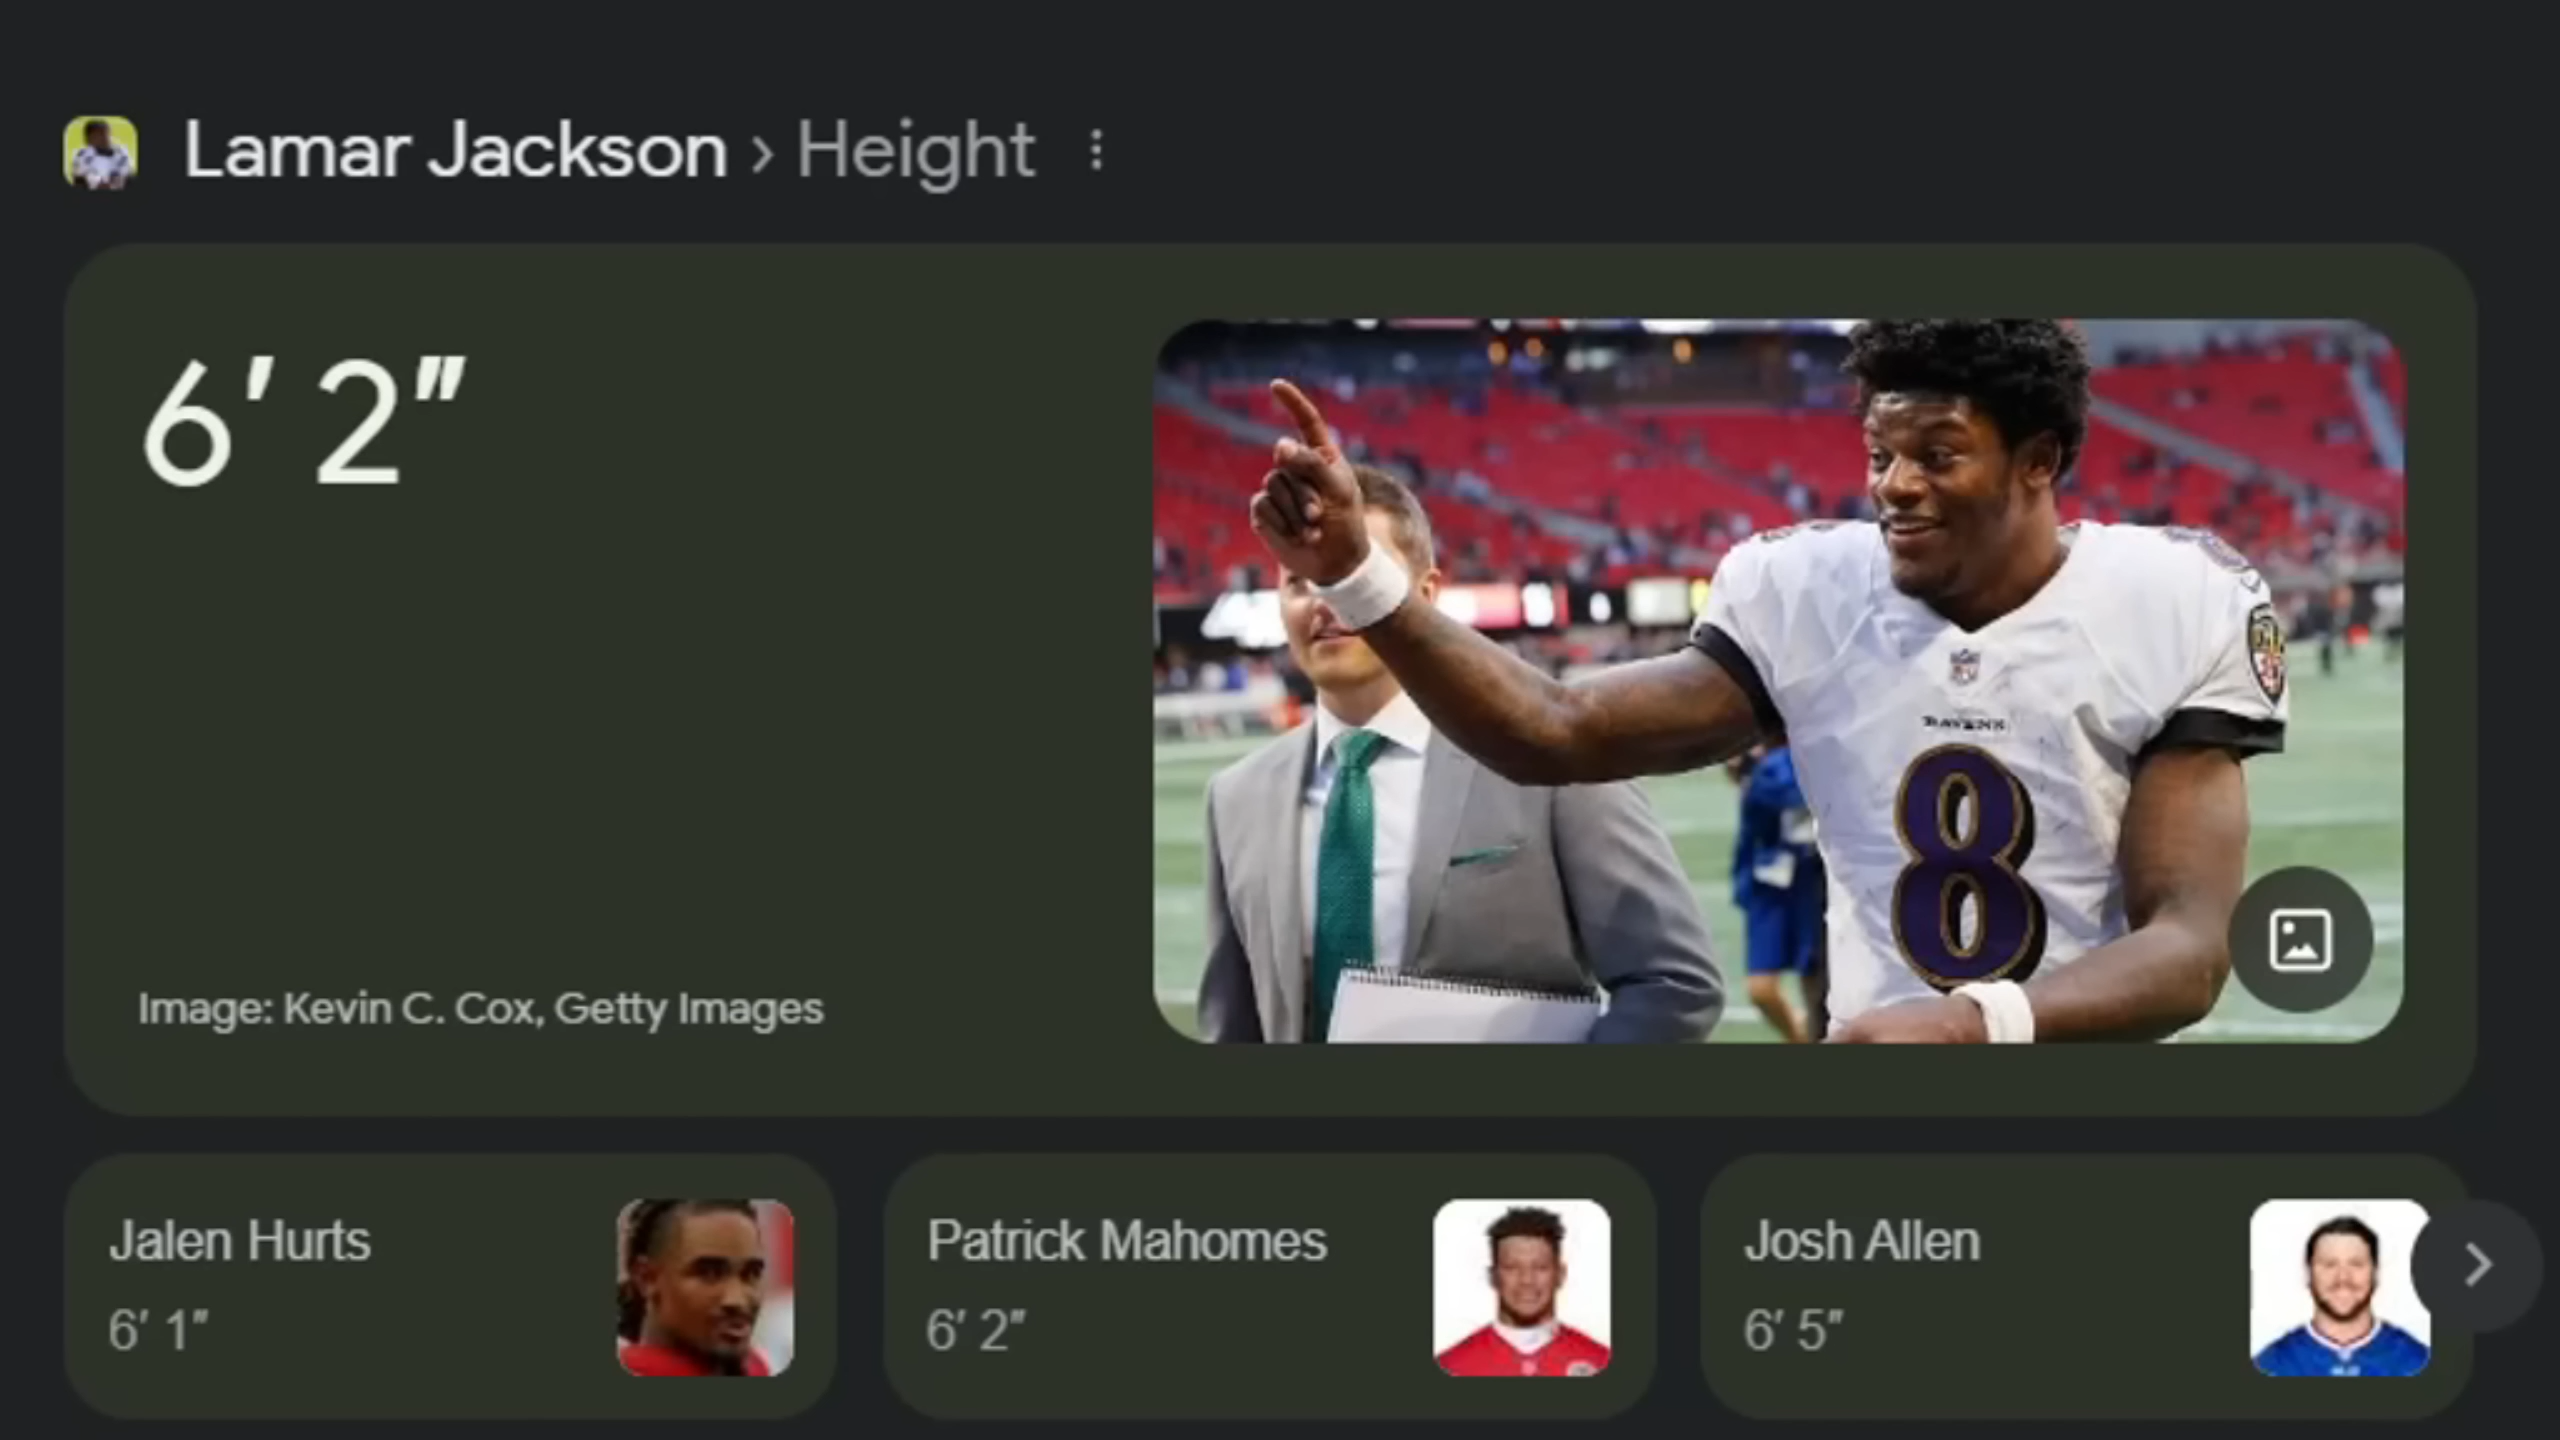 Lamar Jackson › Height
6′ 2″
RAVENS
8
Image: Kevin C. Cox, Getty Images
Jalen Hurts
6′ 1″
Patrick Mahomes
6′ 2″
Josh Allen
6′ 5″